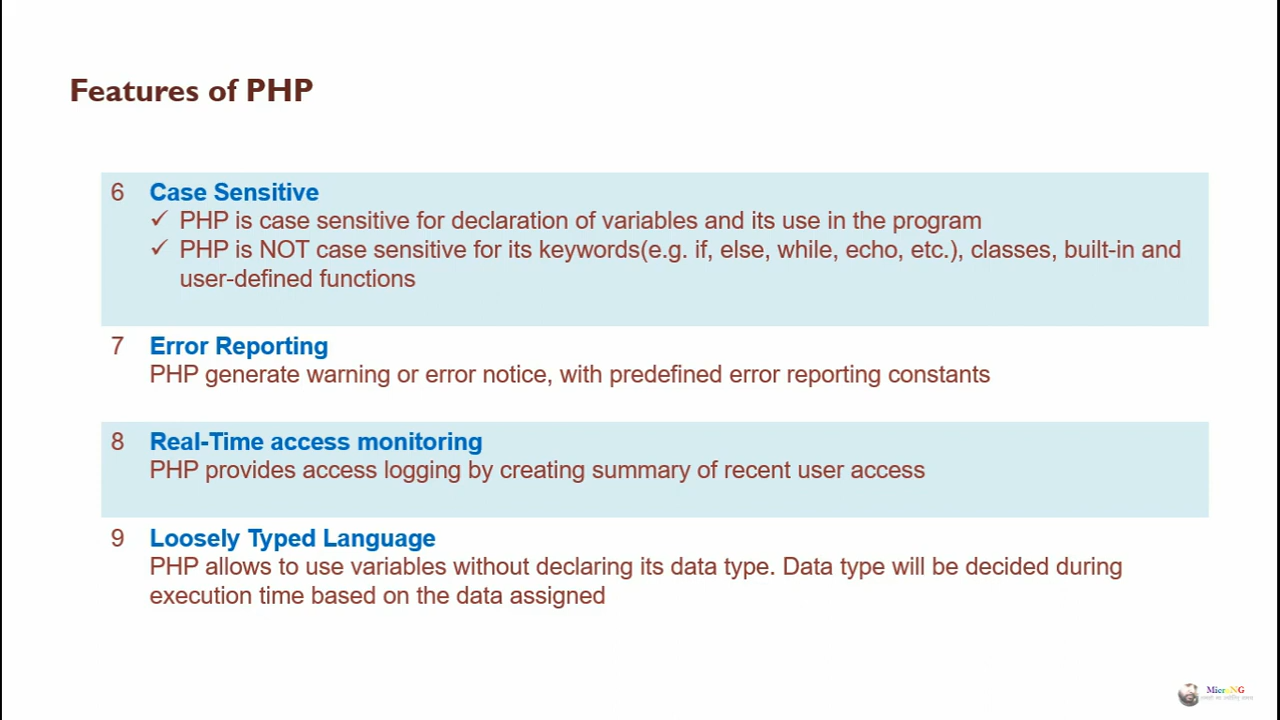 Features of PHP
6 Case Sensitive
✓ PHP is case sensitive for declaration of variables and its use in the program
✓ PHP is NOT case sensitive for its keywords(e.g. if, else, while, echo, etc.), classes, built-in and
user-defined functions
7 Error Reporting
PHP generate warning or error notice, with predefined error reporting constants
8 Real-Time access monitoring
PHP provides access logging by creating summary of recent user access
9 Loosely Typed Language
PHP allows to use variables without declaring its data type. Data type will be decided during
execution time based on the data assigned
MicroNG